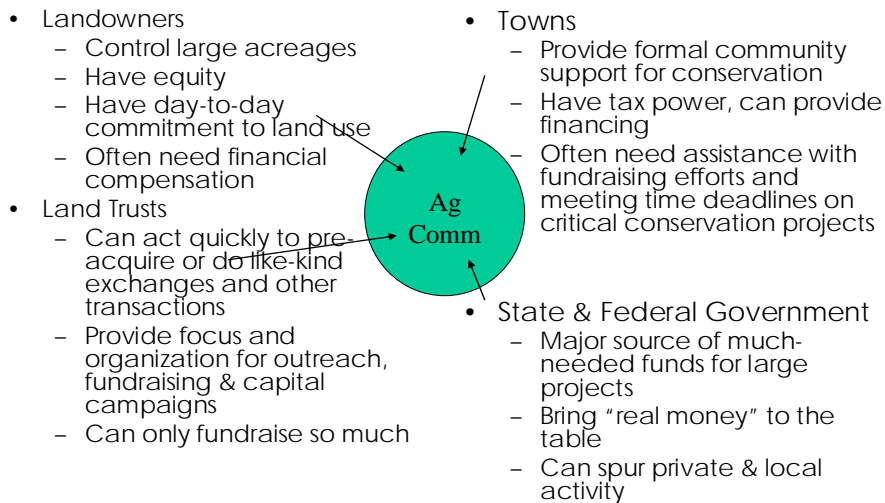 • Landowners
– Control large acreages
– Have equity
– Have day-to-day
commitment to land use
– Often need financial
compensation
• Land Trusts
– Can act quickly to pre-
acquire or do like-kind
exchanges and other
transactions
– Provide focus and
organization for outreach,
fundraising & capital
campaigns
– Can only fundraise so much
Ag
Comm
• Towns
– Provide formal community
support for conservation
– Have tax power, can provide
financing
– Often need assistance with
fundraising efforts and
meeting time deadlines on
critical conservation projects
• State & Federal Government
– Major source of much-
needed funds for large
projects
– Bring “real money” to the
table
– Can spur private & local
activity